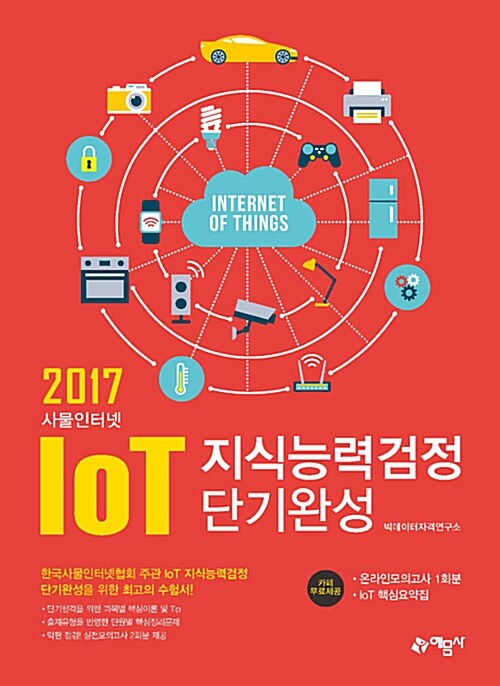 INTERNET
OF THINGS
2017
사물인터넷
IoT 지식능력검정
단기완성
빅데이터자격연구소
한국사물인터넷협회 주관 IoT 지식능력검정
단기완성을 위한 최고의 수험서!
• 단기합격을 위한 과목별 핵심이론 및 Tip
• 출제유형을 반영한 단원별 핵심정리문제
• 막판 점검! 실전모의고사 2회분 제공
카페
무료제공
• 온라인모의고사 1회분
• IoT 핵심요약집
예문사